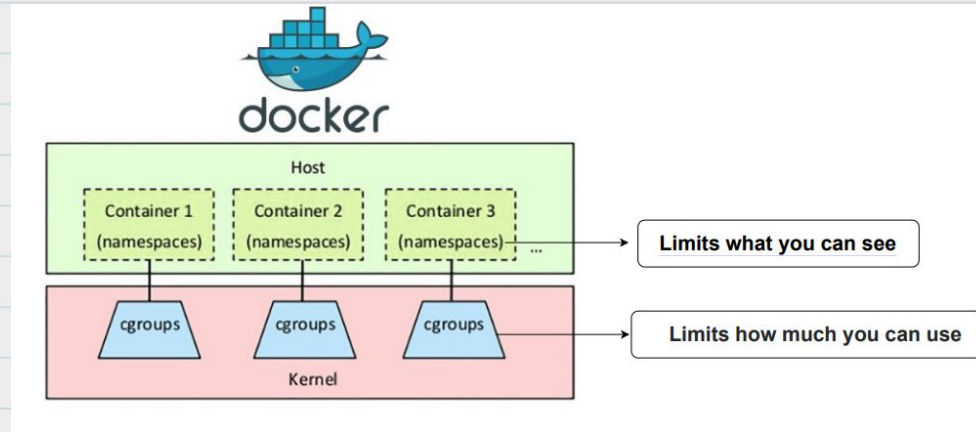 docker
Host
Container 1
(namespaces)
Container 2
(namespaces)
Container 3
(namespaces)
...
Limits what you can see
cgroups
cgroups
cgroups
Limits how much you can use
Kernel